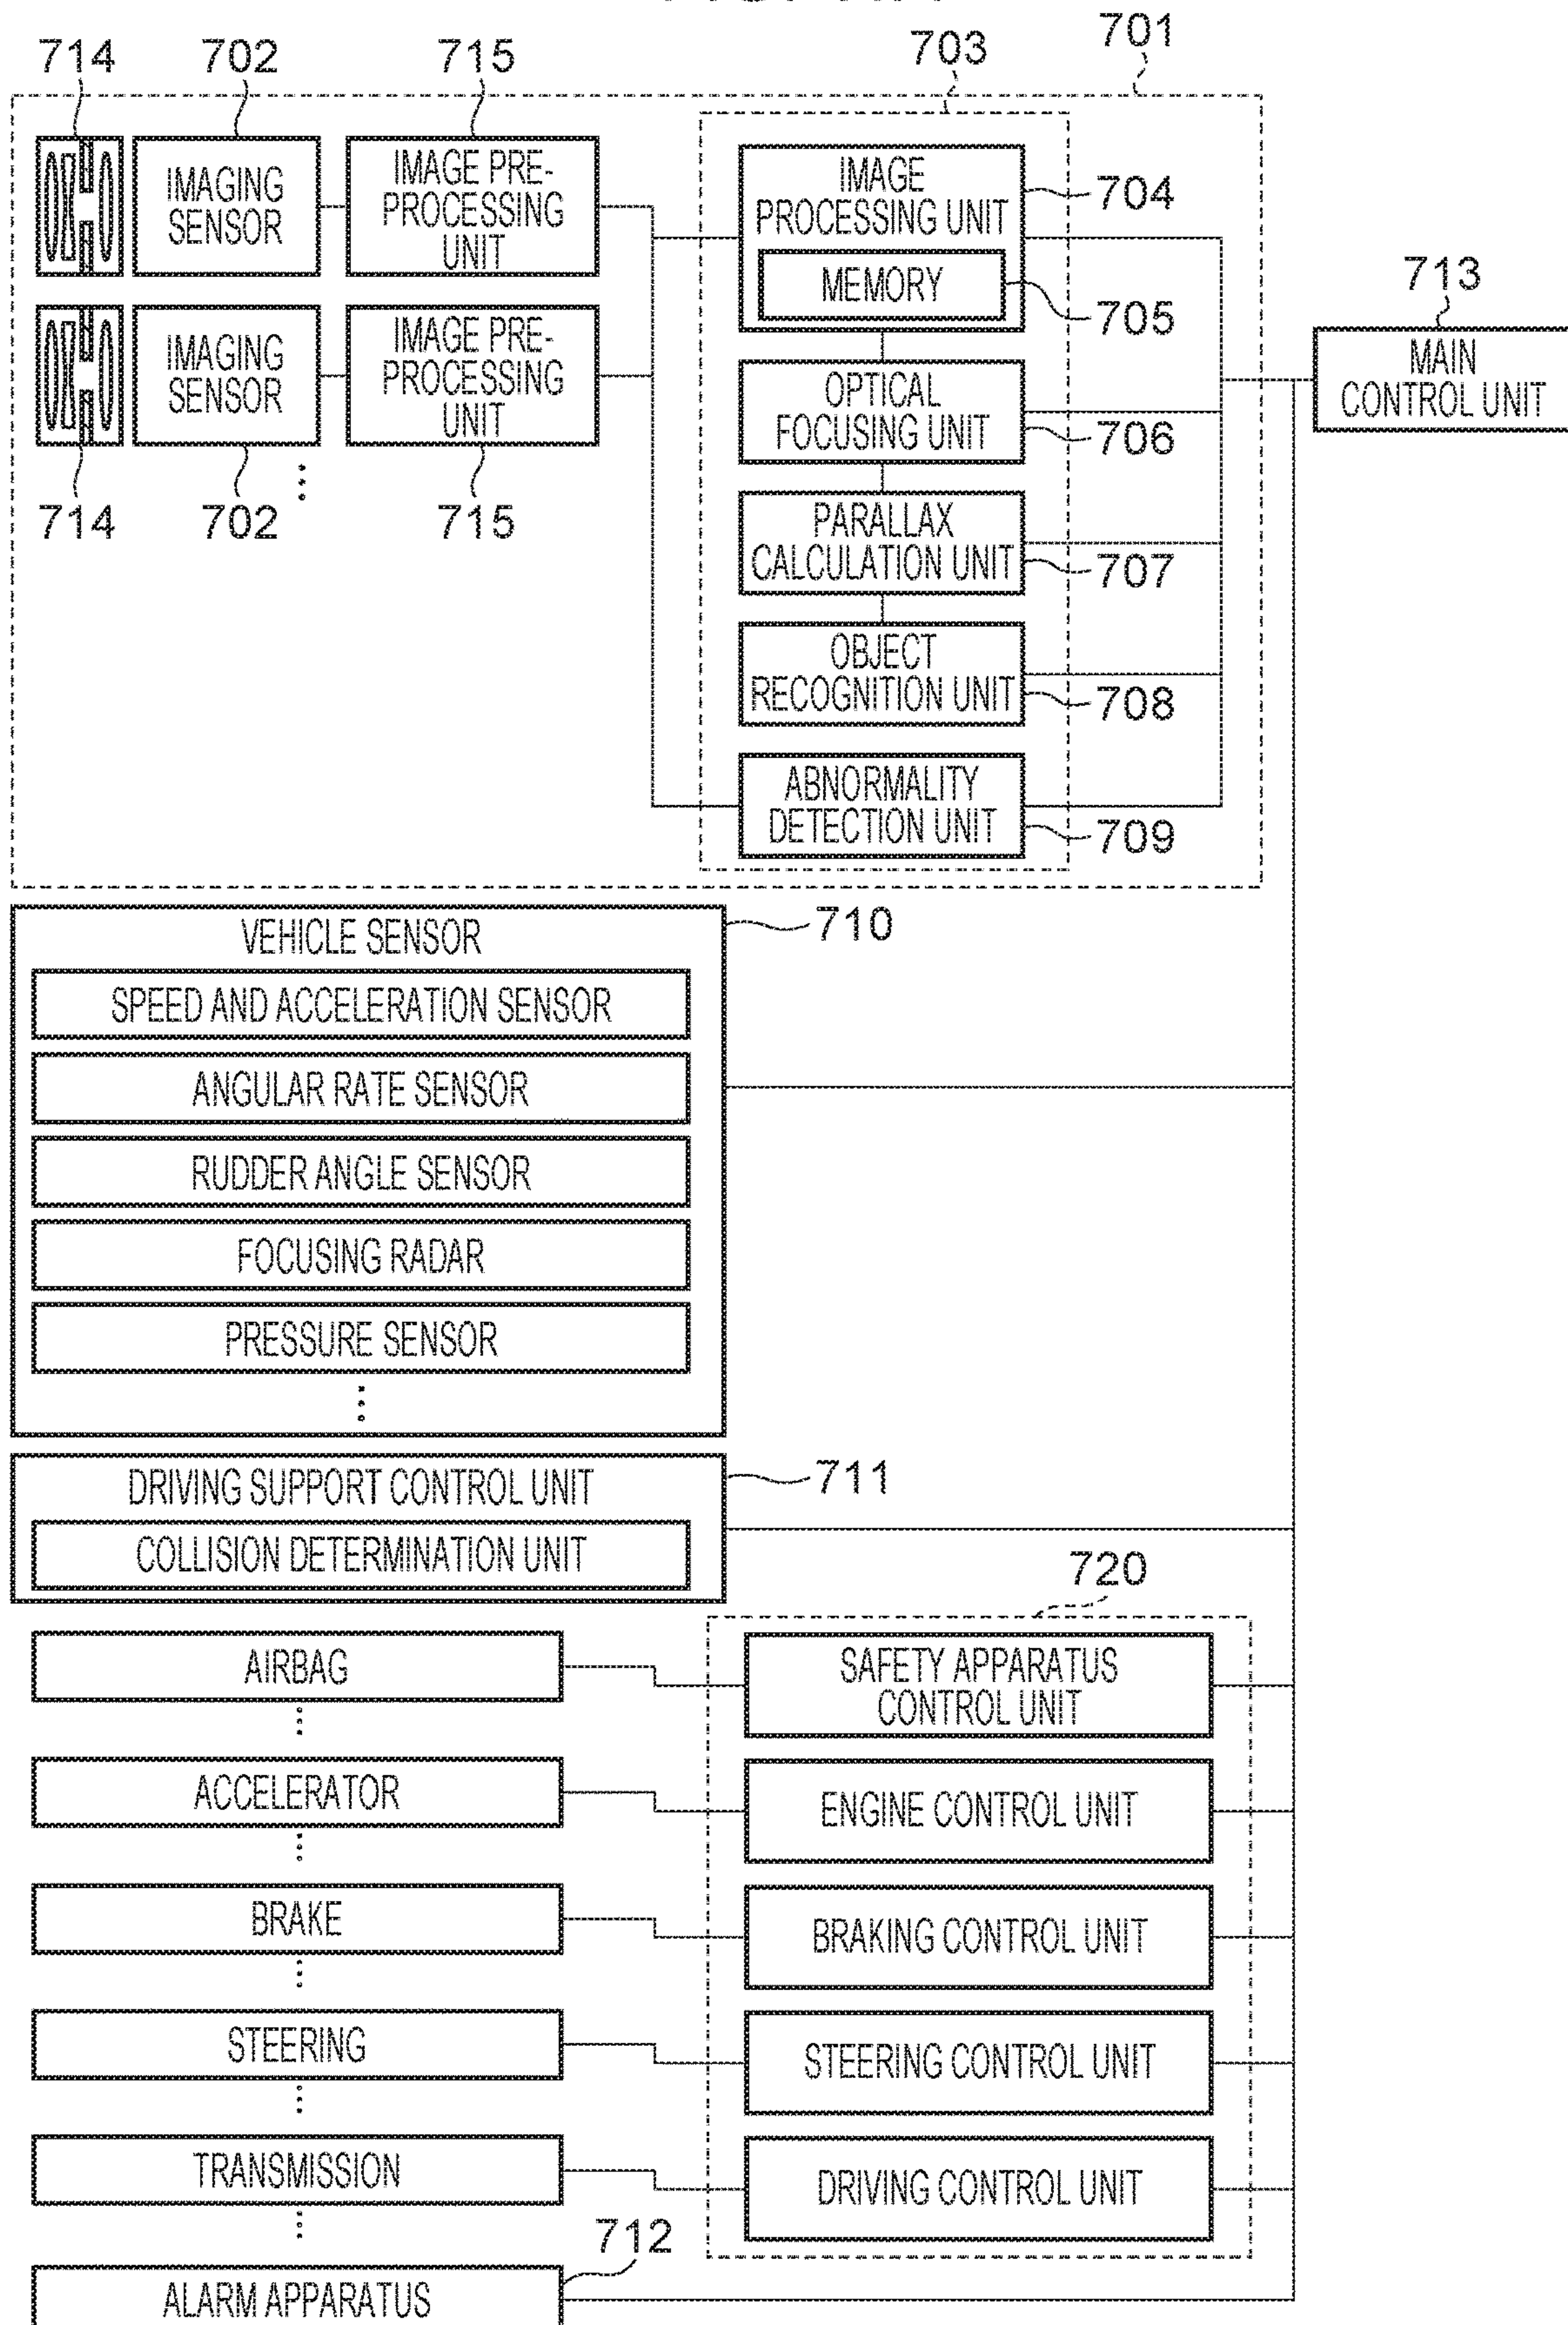 701
714
702
715
703
IMAGING
SENSOR
IMAGE PRE-
PROCESSING
UNIT
IMAGE
PROCESSING UNIT
704
MEMORY
705
713
MAIN
CONTROL UNIT
IMAGING
SENSOR
IMAGE PRE-
PROCESSING
UNIT
OPTICAL
FOCUSING UNIT
706
714
702
715
PARALLAX
CALCULATION UNIT
707
OBJECT
RECOGNITION UNIT
708
ABNORMALITY
DETECTION UNIT
709
VEHICLE SENSOR
710
SPEED AND ACCELERATION SENSOR
ANGULAR RATE SENSOR
RUDDER ANGLE SENSOR
FOCUSING RADAR
PRESSURE SENSOR
DRIVING SUPPORT CONTROL UNIT
711
COLLISION DETERMINATION UNIT
720
AIRBAG
SAFETY APPARATUS
CONTROL UNIT
ACCELERATOR
ENGINE CONTROL UNIT
BRAKE
BRAKING CONTROL UNIT
STEERING
STEERING CONTROL UNIT
TRANSMISSION
DRIVING CONTROL UNIT
712
ALARM APPARATUS